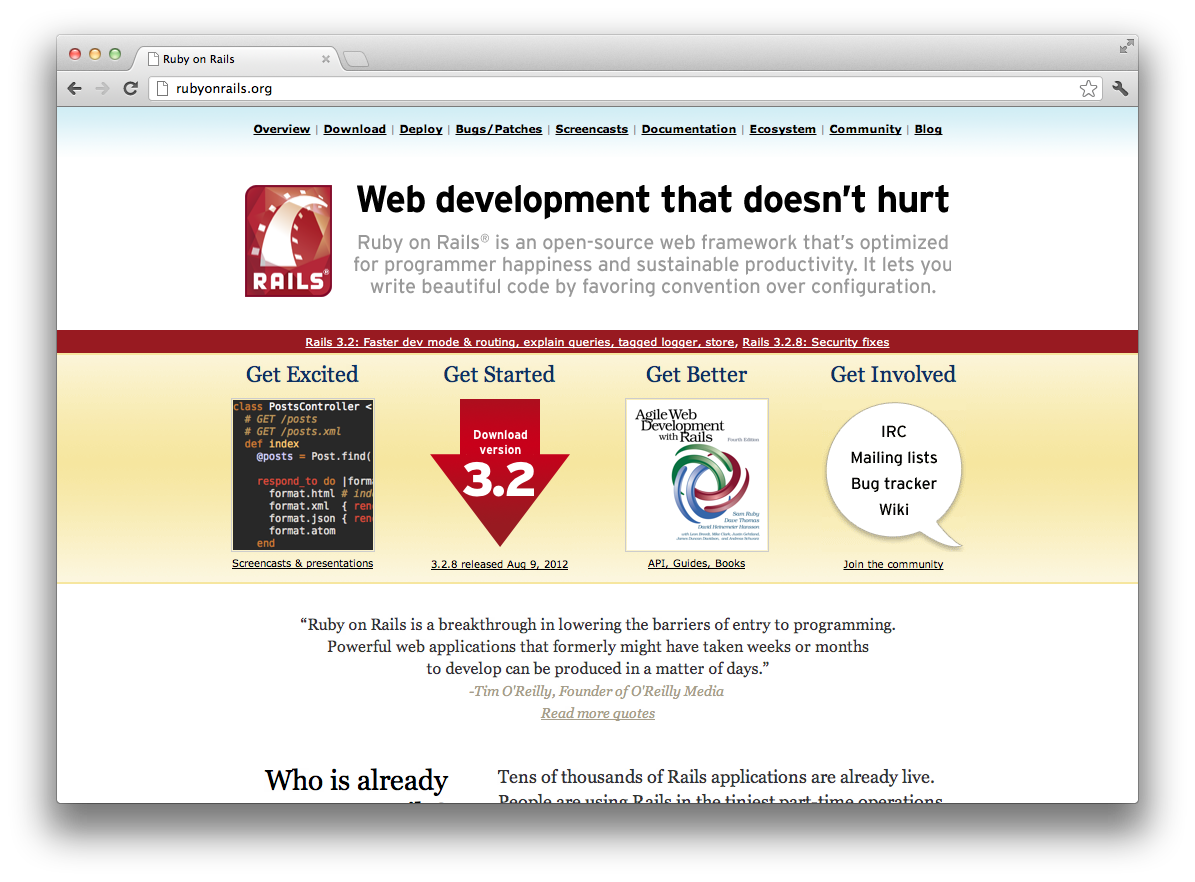 Ruby on Rails
rubyonrails.org
Overview | Download | Deploy | Bugs/Patches | Screencasts | Documentation | Ecosystem | Community | Blog
RAILS®
Web development that doesn't hurt
Ruby on Rails® is an open-source web framework that's optimized
for programmer happiness and sustainable productivity. It lets you
write beautiful code by favoring convention over configuration.
Rails 3.2: Faster dev mode & routing, explain queries, tagged logger, store, Rails 3.2.8: Security fixes
Get Excited
class PostsController <
# GET /posts
# GET /posts.xml
def index
@posts = Post.find(
respond_to do |forma
format.html # ind
format.xml { ren
format.json { ren
format.atom
end
Screencasts & presentations
Get Started
Download
version
3.2
3.2.8 released Aug 9, 2012
Get Better
Agile Web
Development
with Rails
Fourth Edition
Sam Ruby
Dave Thomas
David Heinemeier Hansson
API, Guides, Books
Get Involved
IRC
Mailing lists
Bug tracker
Wiki
Join the community
“Ruby on Rails is a breakthrough in lowering the barriers of entry to programming.
Powerful web applications that formerly might have taken weeks or months
to develop can be produced in a matter of days.”
-Tim O'Reilly, Founder of O'Reilly Media
Read more quotes
Who is already
Tens of thousands of Rails applications are already live.
People are using Rails in the tiniest part-time operations